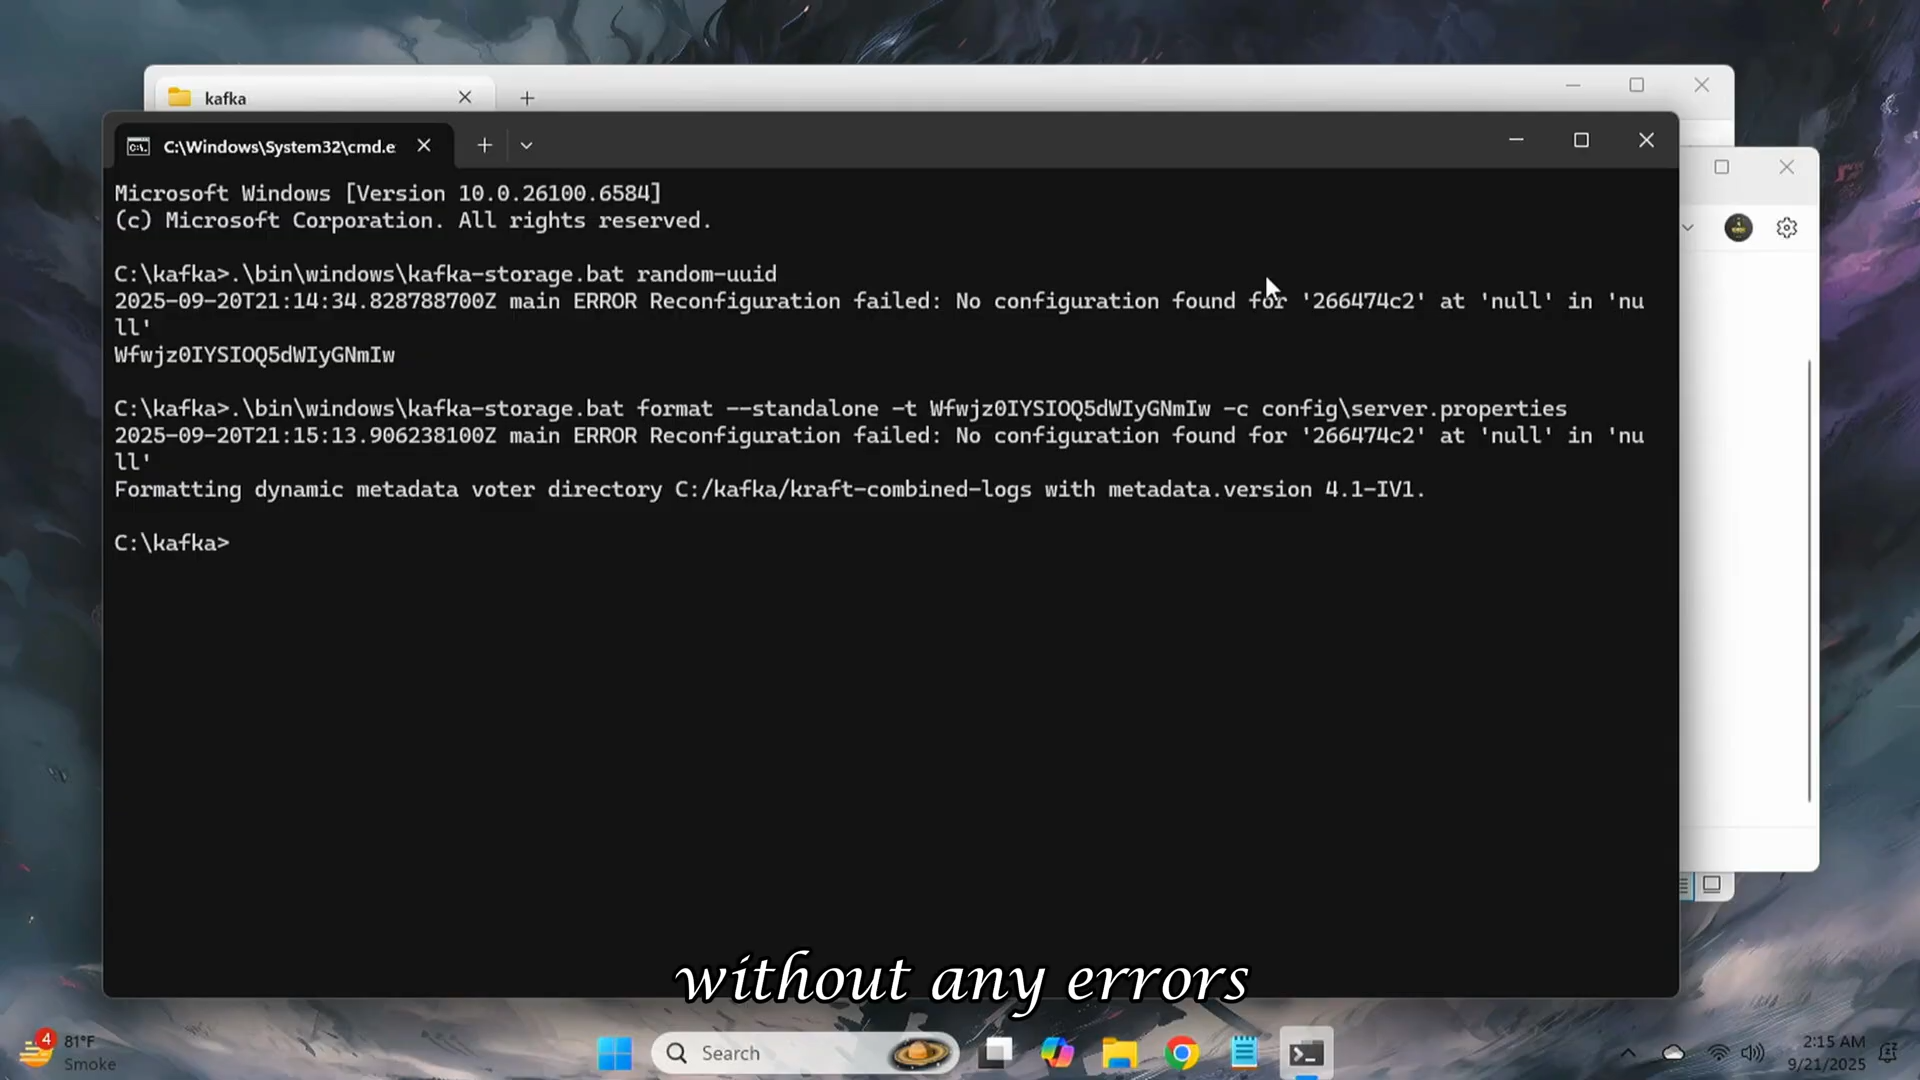 kafka
C:\Windows\System32\cmd.e
Microsoft Windows [Version 10.0.26100.6584]
(c) Microsoft Corporation. All rights reserved.
C:\kafka>.\bin\windows\kafka-storage.bat random-uuid
2025-09-20T21:14:34.828788700Z main ERROR Reconfiguration failed: No configuration found for '266474c2' at 'null' in 'nu
ll'
Wfwjz0IYSIOQ5dWIyGNmIw
C:\kafka>.\bin\windows\kafka-storage.bat format --standalone -t Wfwjz0IYSIOQ5dWIyGNmIw -c config\server.properties
2025-09-20T21:15:13.906238100Z main ERROR Reconfiguration failed: No configuration found for '266474c2' at 'null' in 'nu
ll'
Formatting dynamic metadata voter directory C:/kafka/kraft-combined-logs with metadata.version 4.1-IV1.
C:\kafka>
without any errors
4
81°F
Smoke
Search
2:15 AM
9/21/2025